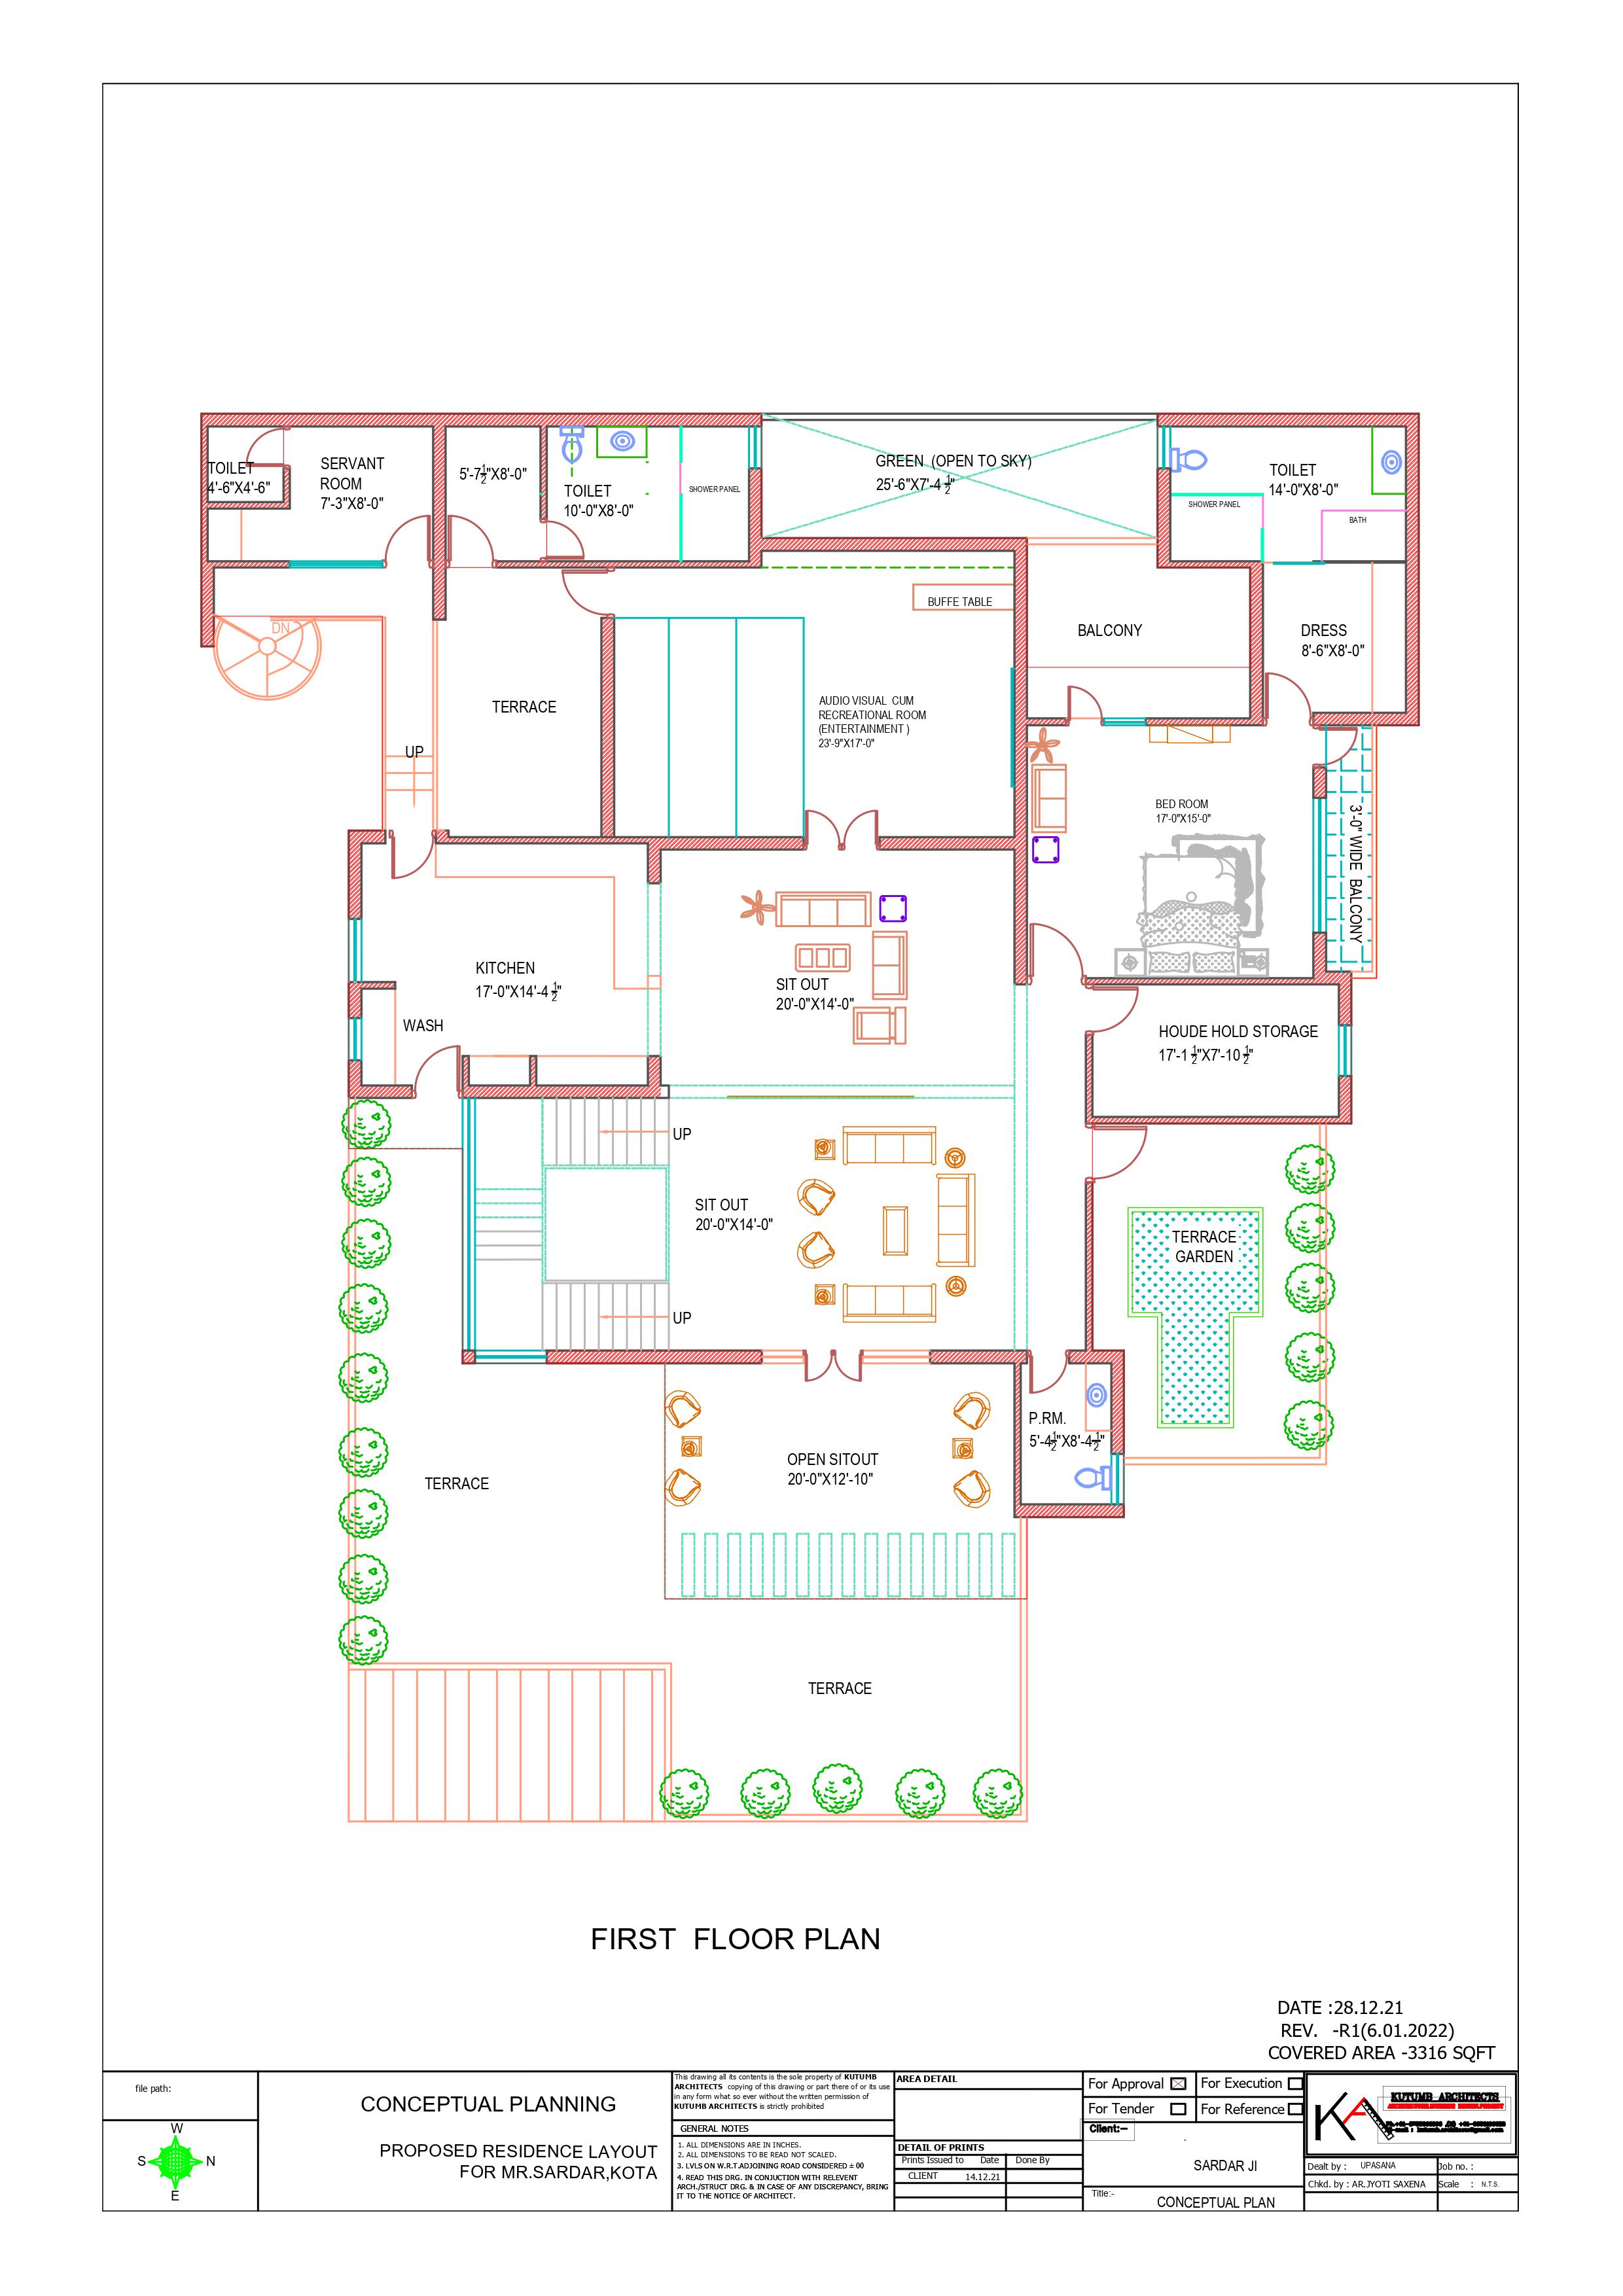 TOILET
4'-6"X4'-6"
SERVANT
ROOM
7'-3"X8'-0"
5'-7½"X8'-0"
TOILET
10'-0"X8'-0"
SHOWER PANEL
GREEN (OPEN TO SKY)
25'-6"X7'-4 ½"
TOILET
14'-0"X8'-0"
SHOWER PANEL
BATH
DN
BUFFE TABLE
BALCONY
DRESS
8'-6"X8'-0"
TERRACE
UP
AUDIO VISUAL CUM
RECREATIONAL ROOM
(ENTERTAINMENT )
23'-9"X17'-0"
BED ROOM
17'-0"X15'-0"
3'-0" WIDE BALCONY
KITCHEN
17'-0"X14'-4 ½"
WASH
SIT OUT
20'-0"X14'-0"
HOUDE HOLD STORAGE
17'-1 ½"X7'-10 ½"
UP
SIT OUT
20'-0"X14'-0"
UP
TERRACE
GARDEN
P.RM.
5'-4½"X8'-4½"
OPEN SITOUT
20'-0"X12'-10"
TERRACE
TERRACE
FIRST FLOOR PLAN
DATE :28.12.21
REV. -R1(6.01.2022)
COVERED AREA -3316 SQFT
file path:
W
S
N
E
CONCEPTUAL PLANNING
PROPOSED RESIDENCE LAYOUT
FOR MR.SARDAR,KOTA
This drawing all its contents is the sole property of KUTUMB
ARCHITECTS copying of this drawing or part there of or its use
in any form what so ever without the written permission of
KUTUMB ARCHITECTS is strictly prohibited
GENERAL NOTES
1. ALL DIMENSIONS ARE IN INCHES.
2. ALL DIMENSIONS TO BE READ NOT SCALED.
3. LVLS ON W.R.T.ADJOINING ROAD CONSIDERED ± 00
4. READ THIS DRG. IN CONJUCTION WITH RELEVENT
ARCH./STRUCT DRG. & IN CASE OF ANY DISCREPANCY, BRING
IT TO THE NOTICE OF ARCHITECT.
AREA DETAIL
DETAIL OF PRINTS
Prints Issued to Date Done By
CLIENT 14.12.21
For Approval
For Execution
For Tender
For Reference
Client:–
SARDAR JI
Title:-
CONCEPTUAL PLAN
KA
KUTUMB ARCHITECTS
Dealt by : UPASANA
Job no. :
Chkd. by : AR.JYOTI SAXENA
Scale : N.T.S.